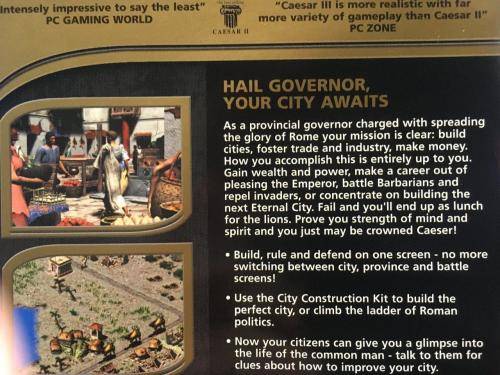 Intensely impressive to say the least"
PC GAMING WORLD
CAESAR II
"Caesar III is more realistic with far
more variety of gameplay than Caesar II"
PC ZONE
HAIL GOVERNOR,
YOUR CITY AWAITS
As a provincial governor charged with spreading
the glory of Rome your mission is clear: build
cities, foster trade and industry, make money.
How you accomplish this is entirely up to you.
Gain wealth and power, make a career out of
pleasing the Emperor, battle Barbarians and
repel invaders, or concentrate on building the
next Eternal City. Fail and you'll end up as lunch
for the lions. Prove you strength of mind and
spirit and you just may be crowned Caesar!
• Build, rule and defend on one screen - no more
switching between city, province and battle
screens!
• Use the City Construction Kit to build the
perfect city, or climb the ladder of Roman
politics.
• Now your citizens can give you a glimpse into
the life of the common man - talk to them for
clues about how to improve your city.